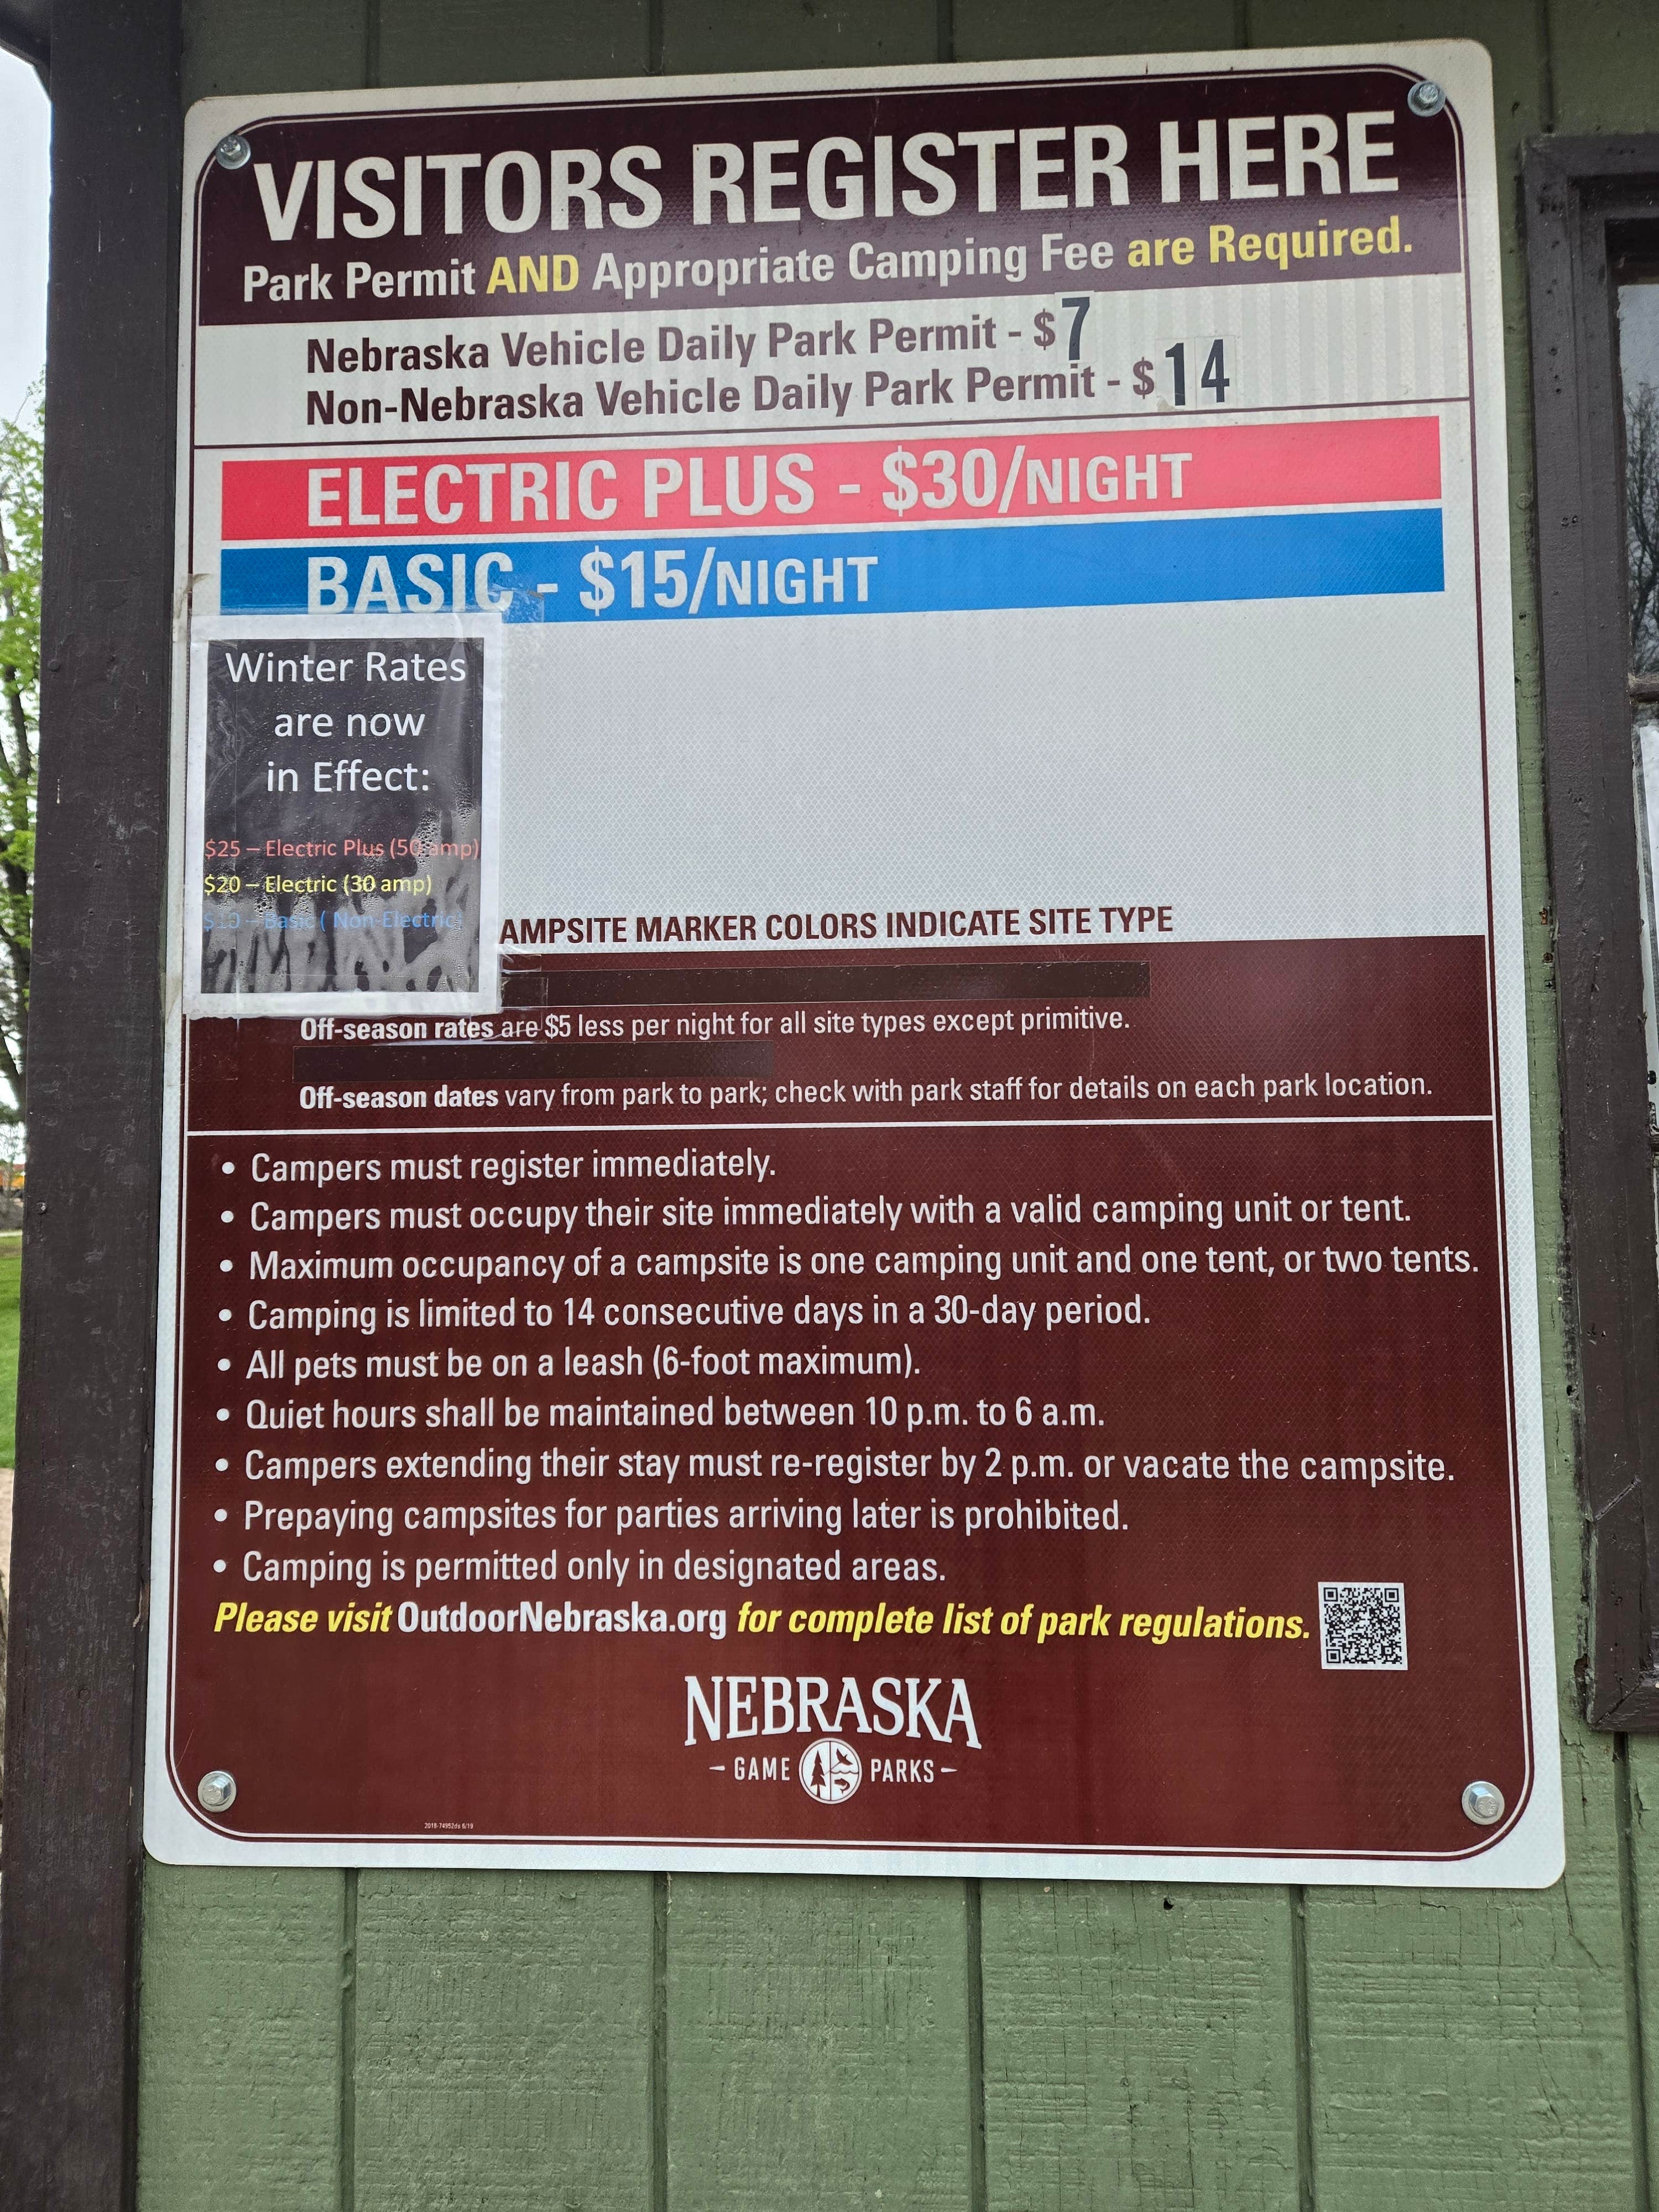 VISITORS REGISTER HERE
Park Permit AND Appropriate Camping Fee are Required.
Nebraska Vehicle Daily Park Permit - $7
Non-Nebraska Vehicle Daily Park Permit - $14
ELECTRIC PLUS - $30/NIGHT
BASIC - $15/NIGHT
Winter Rates
are now
in Effect:
$25 – Electric Plus (50 amp)
$20 – Electric (30 amp)
$10 – Basic ( Non-Electric)
AMPSITE MARKER COLORS INDICATE SITE TYPE
Off-season rates are $5 less per night for all site types except primitive.
Off-season dates vary from park to park; check with park staff for details on each park location.
• Campers must register immediately.
• Campers must occupy their site immediately with a valid camping unit or tent.
• Maximum occupancy of a campsite is one camping unit and one tent, or two tents.
• Camping is limited to 14 consecutive days in a 30-day period.
• All pets must be on a leash (6-foot maximum).
• Quiet hours shall be maintained between 10 p.m. to 6 a.m.
• Campers extending their stay must re-register by 2 p.m. or vacate the campsite.
• Prepaying campsites for parties arriving later is prohibited.
• Camping is permitted only in designated areas.
Please visit OutdoorNebraska.org for complete list of park regulations.
NEBRASKA
– GAME PARKS –